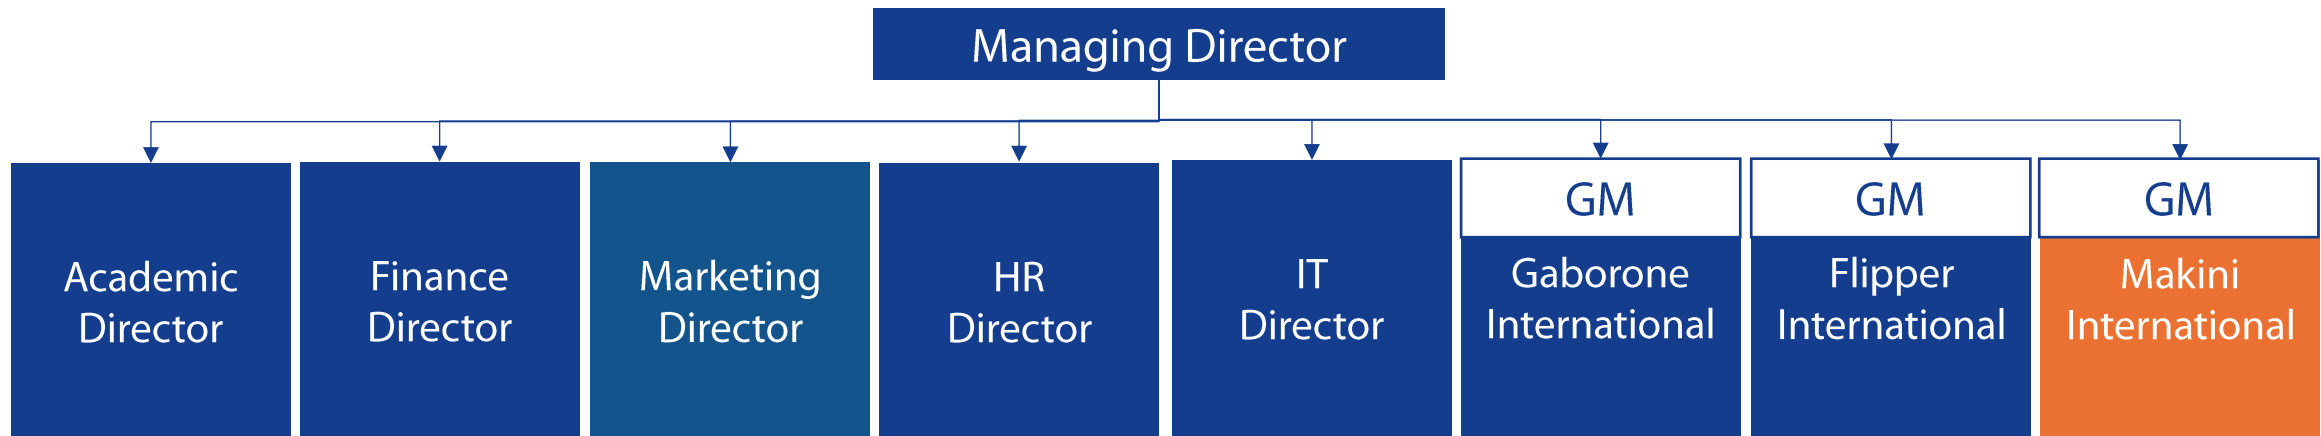 Managing Director
Academic
Director
Finance
Director
Marketing
Director
HR
Director
IT
Director
GM
Gaborone
International
GM
Flipper
International
GM
Makini
International